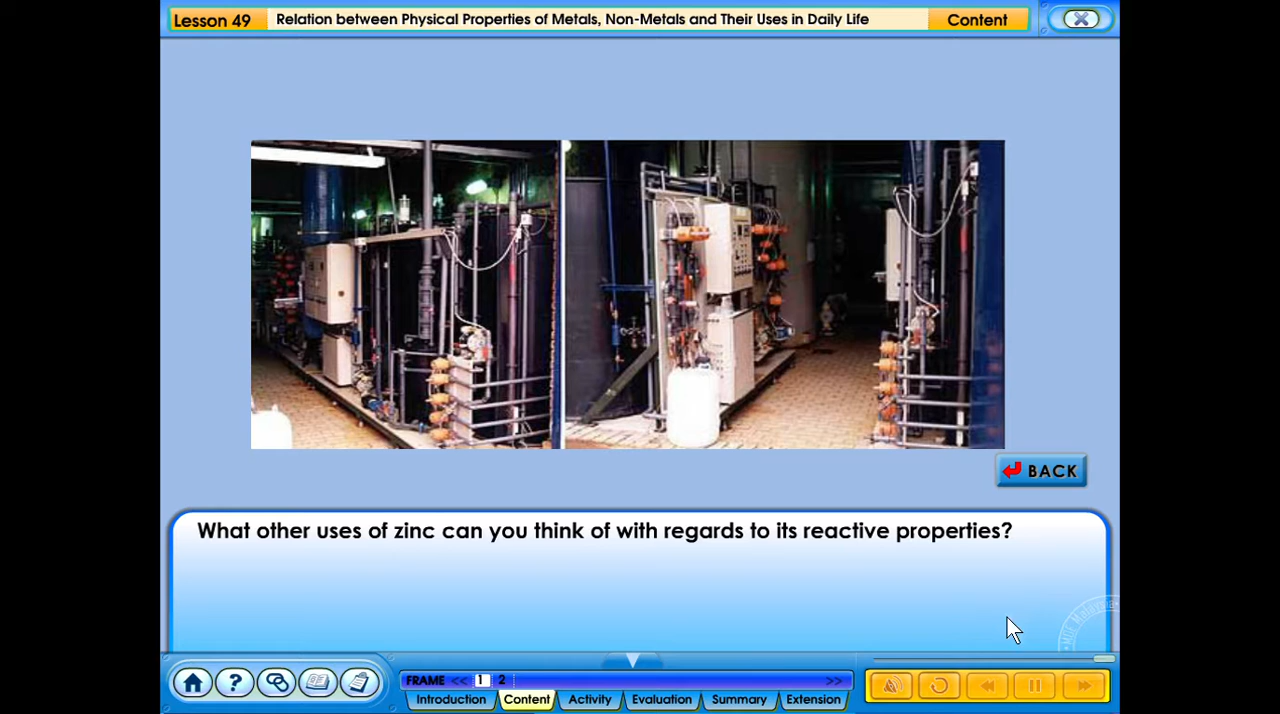 Lesson 49
Relation between Physical Properties of Metals, Non-Metals and Their Uses in Daily Life
Content
BACK
What other uses of zinc can you think of with regards to its reactive properties?
FRAME << 1 2 >>
Introduction
Content
Activity
Evaluation
Summary
Extension